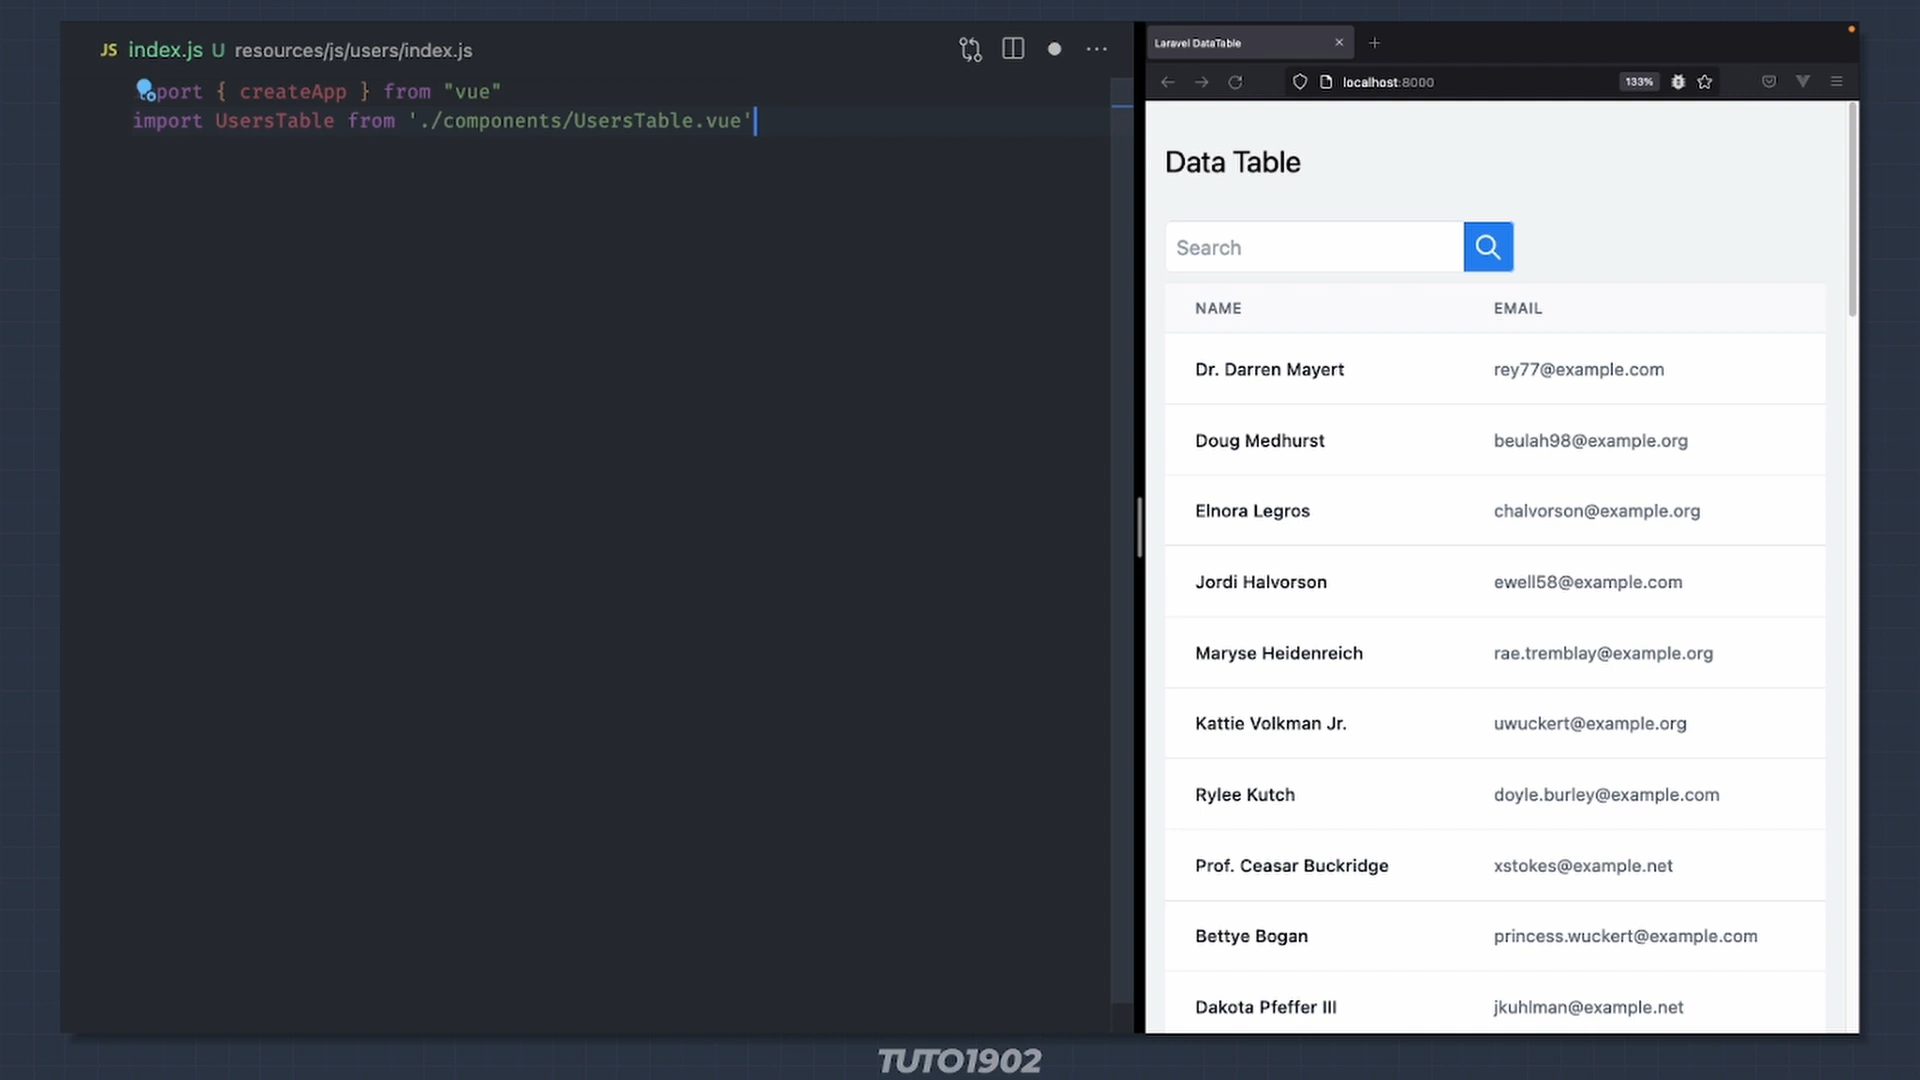 JS index.js U resources/js/users/index.js
port { createApp } from "vue"
import UsersTable from './components/UsersTable.vue'
Laravel DataTable
localhost:8000
133%
Data Table
Search
NAME EMAIL
Dr. Darren Mayert rey77@example.com
Doug Medhurst beulah98@example.org
Elnora Legros chalvorson@example.org
Jordi Halvorson ewell58@example.com
Maryse Heidenreich rae.tremblay@example.org
Kattie Volkman Jr. uwuckert@example.org
Rylee Kutch doyle.burley@example.com
Prof. Ceasar Buckridge xstokes@example.net
Bettye Bogan princess.wuckert@example.com
Dakota Pfeffer III jkuhlman@example.net
TUTO1902